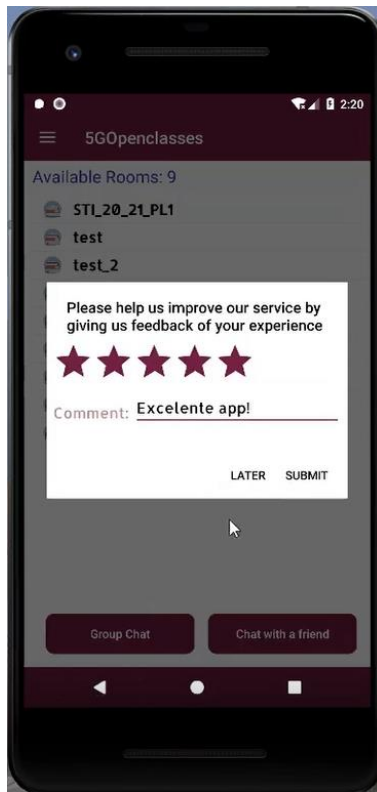 2:20
5GOpenclasses
Available Rooms: 9
STI_20_21_PL1
test
test_2
Please help us improve our service by
giving us feedback of your experience
Comment: Excelente app!
LATER SUBMIT
Group Chat Chat with a friend